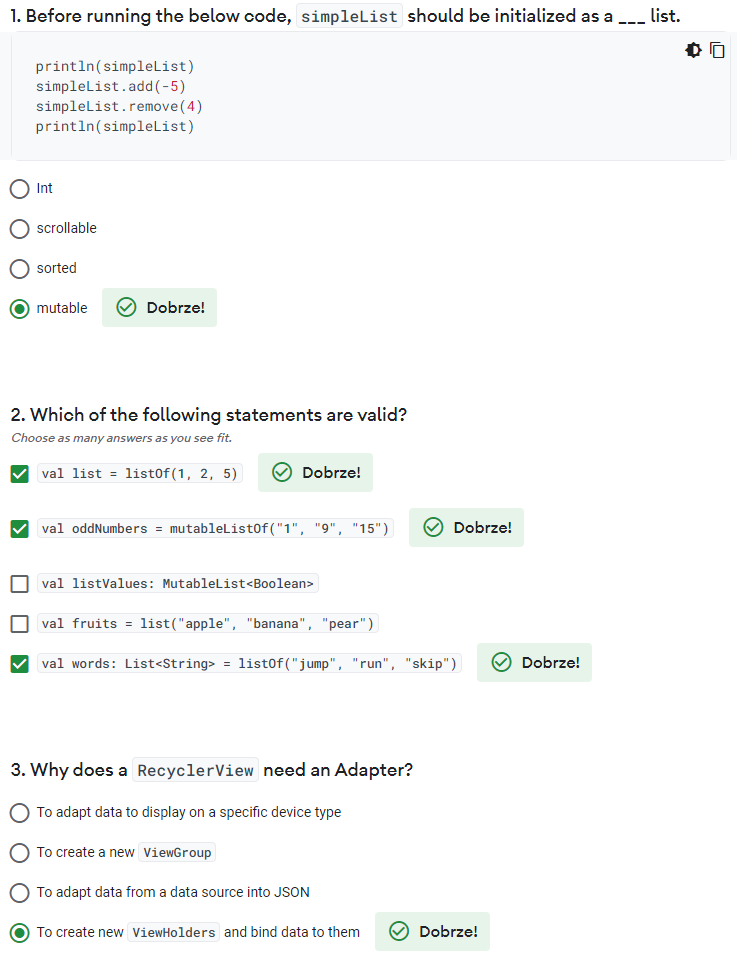 1. Before running the below code, simpleList should be initialized as a ___ list.
println(simpleList)
simpleList.add(-5)
simpleList.remove(4)
println(simpleList)
Int
scrollable
sorted
mutable Dobrze!
2. Which of the following statements are valid?
Choose as many answers as you see fit.
val list = listOf(1, 2, 5) Dobrze!
val oddNumbers = mutableListOf("1", "9", "15") Dobrze!
val listValues: MutableList<Boolean>
val fruits = list("apple", "banana", "pear")
val words: List<String> = listOf("jump", "run", "skip") Dobrze!
3. Why does a RecyclerView need an Adapter?
To adapt data to display on a specific device type
To create a new ViewGroup
To adapt data from a data source into JSON
To create new ViewHolders and bind data to them Dobrze!